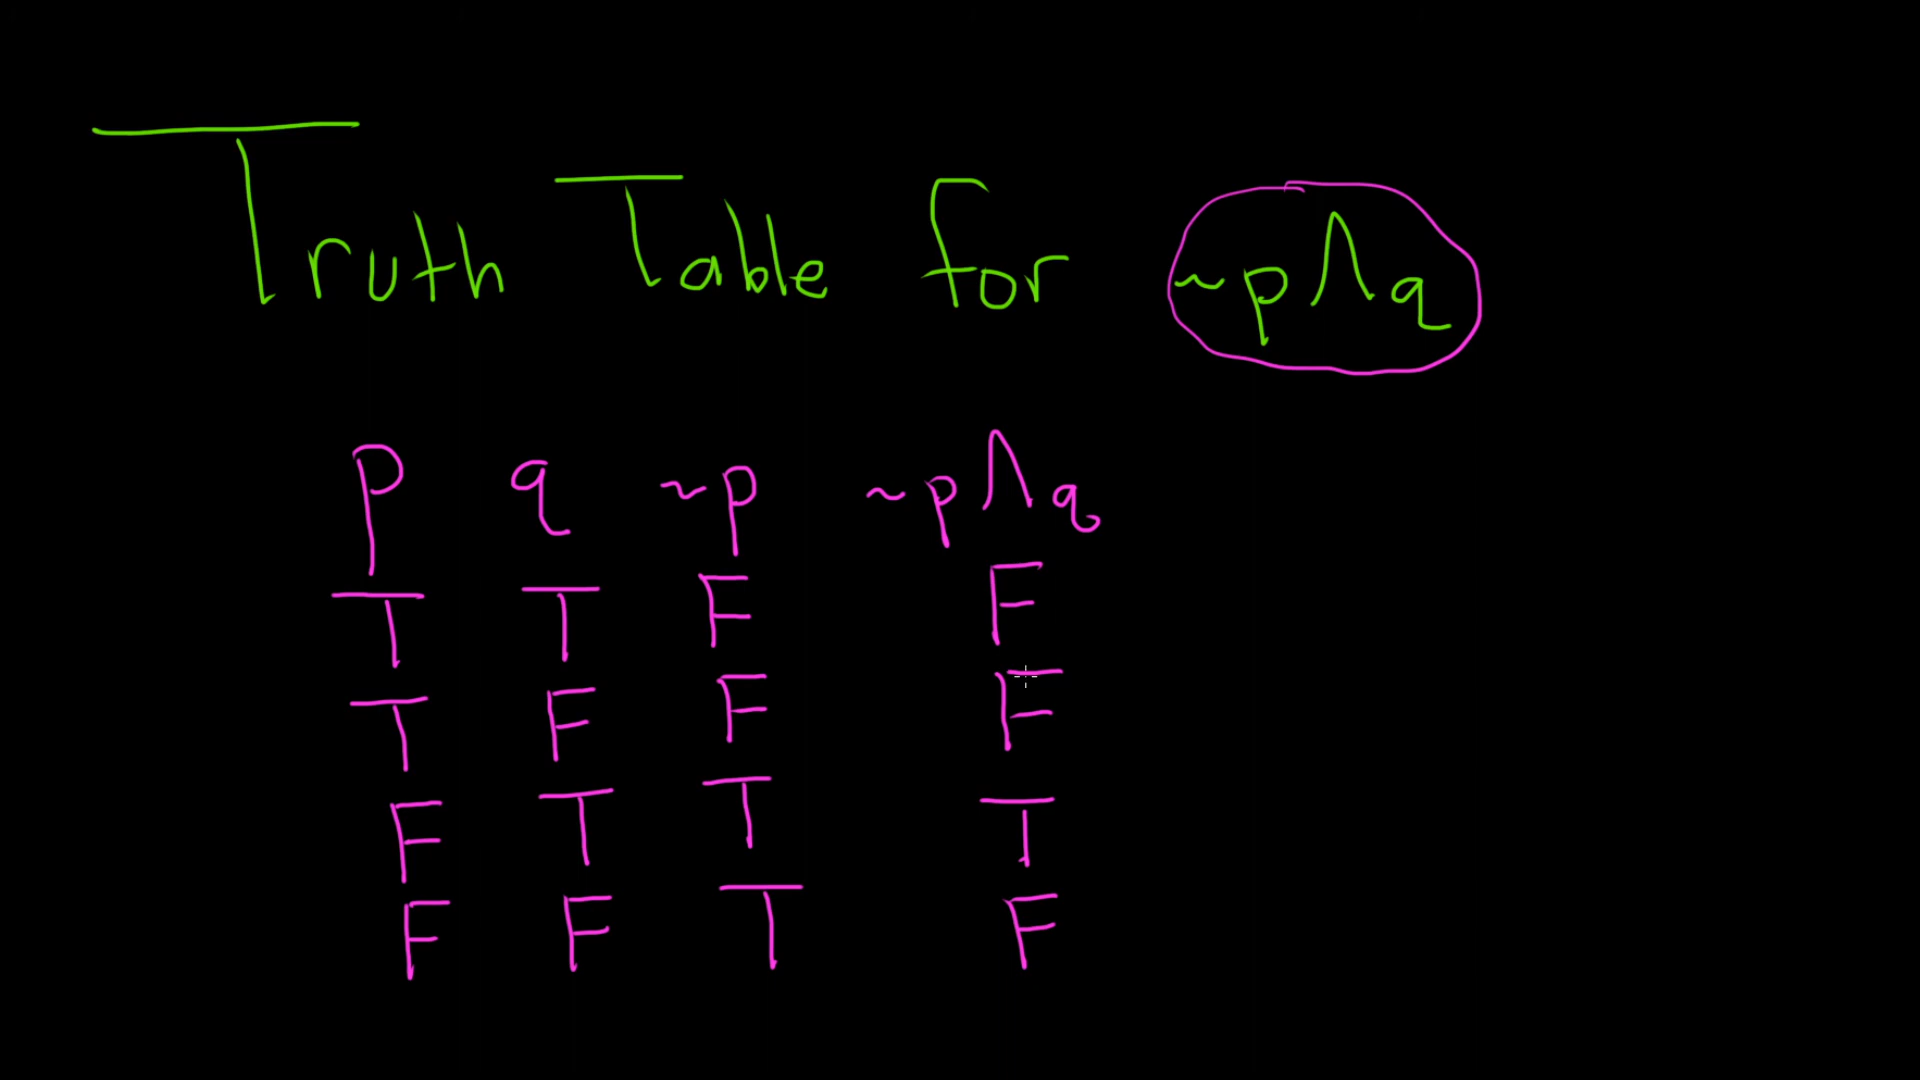 Truth Table for ~p Λ q
p q ~p ~p Λ q
T T F F
T F F F
F T T T
F F T F